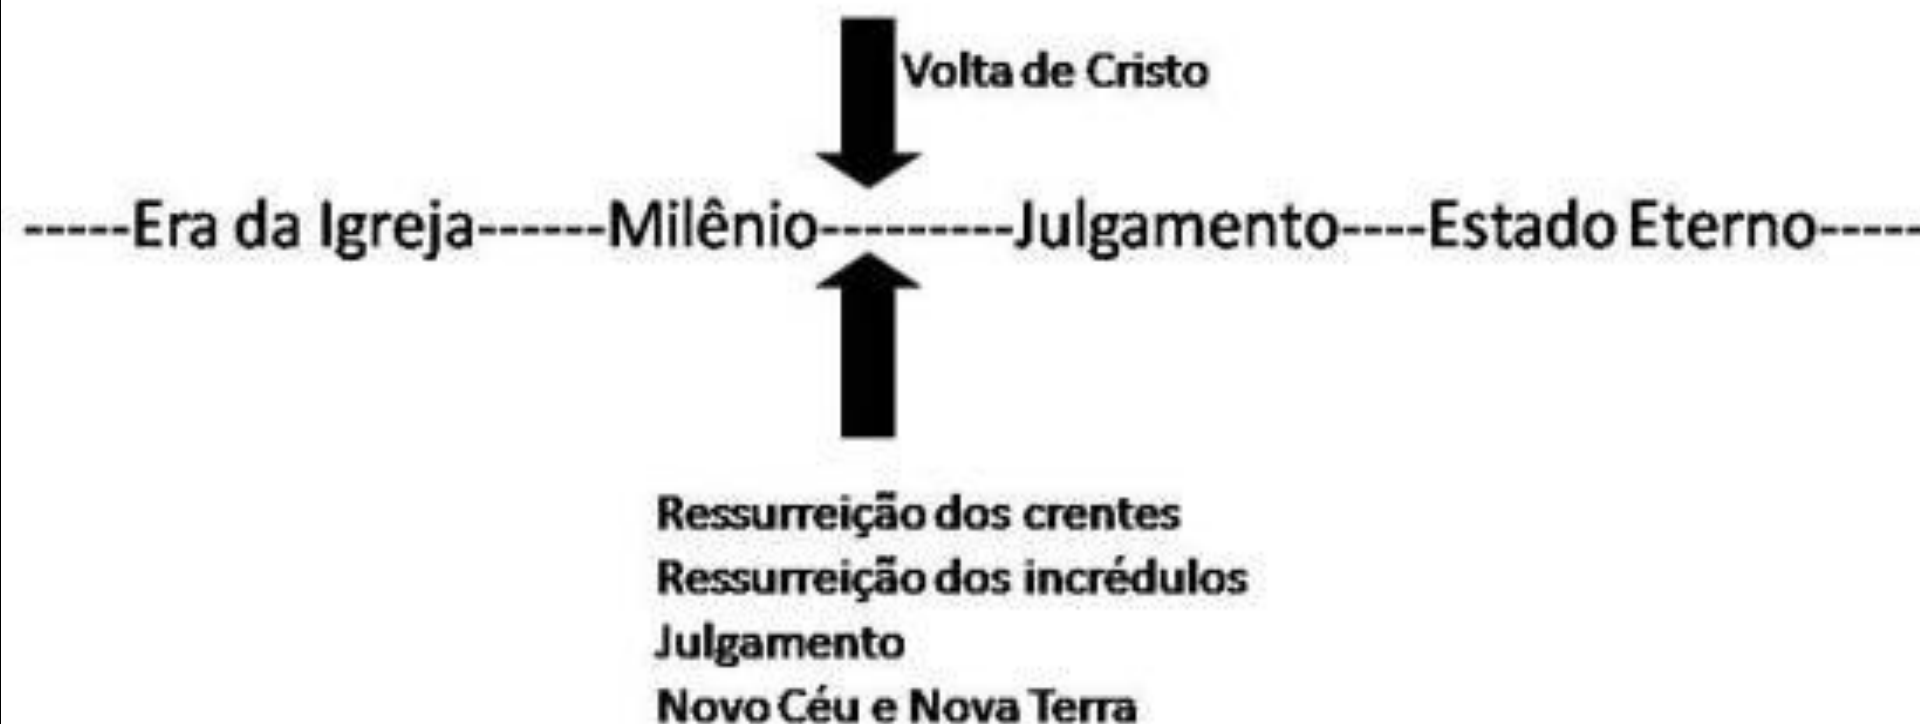 Volta de Cristo
-----Era da Igreja------Milênio---------Julgamento----Estado Eterno-----
Ressurreição dos crentes
Ressurreição dos incrédulos
Julgamento
Novo Céu e Nova Terra